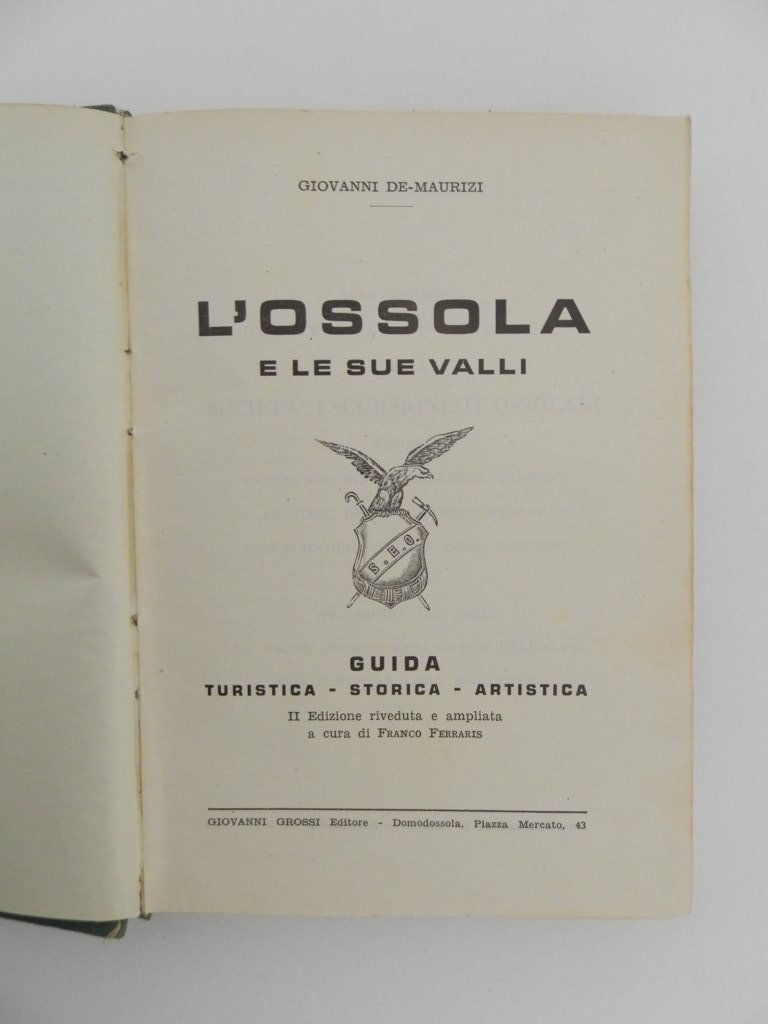 GIOVANNI DE-MAURIZI
L'OSSOLA
E LE SUE VALLI
S.E.O.
GUIDA
TURISTICA - STORICA - ARTISTICA
II Edizione riveduta e ampliata
a cura di FRANCO FERRARIS
GIOVANNI GROSSI Editore - Domodossola, Piazza Mercato, 43